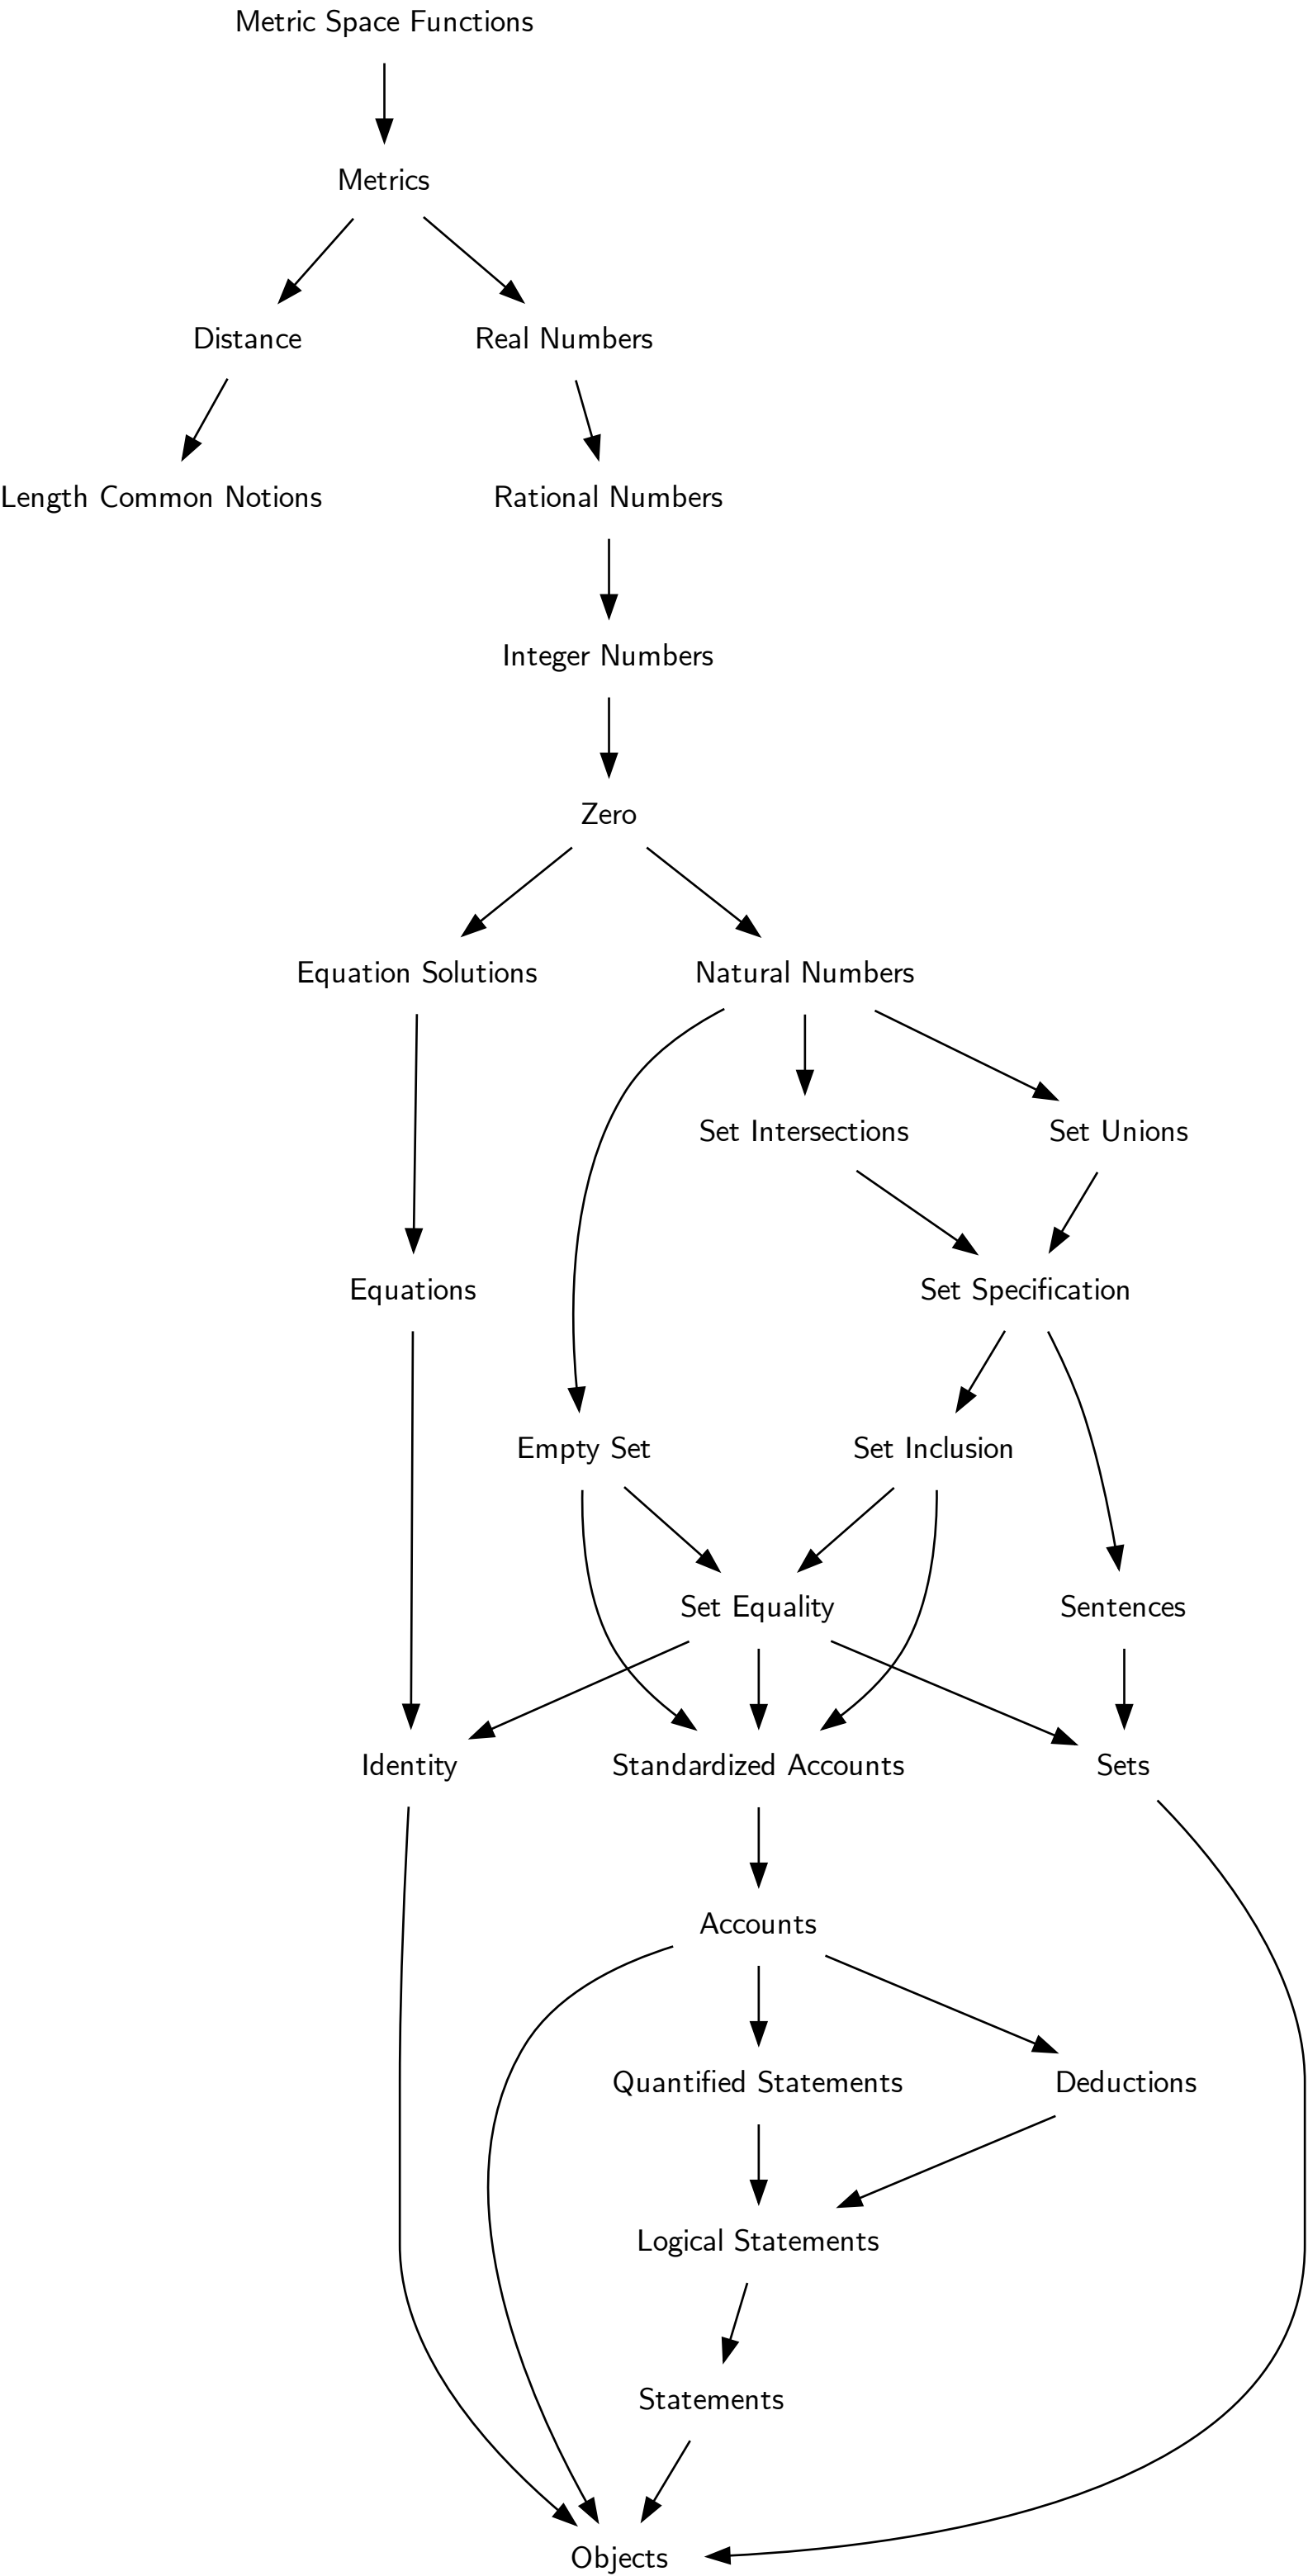 Metric Space Functions
Metrics
Distance
Real Numbers
Length Common Notions
Rational Numbers
Integer Numbers
Zero
Equation Solutions
Natural Numbers
Set Intersections
Set Unions
Equations
Set Specification
Empty Set
Set Inclusion
Set Equality
Sentences
Identity
Standardized Accounts
Sets
Accounts
Quantified Statements
Deductions
Logical Statements
Statements
Objects